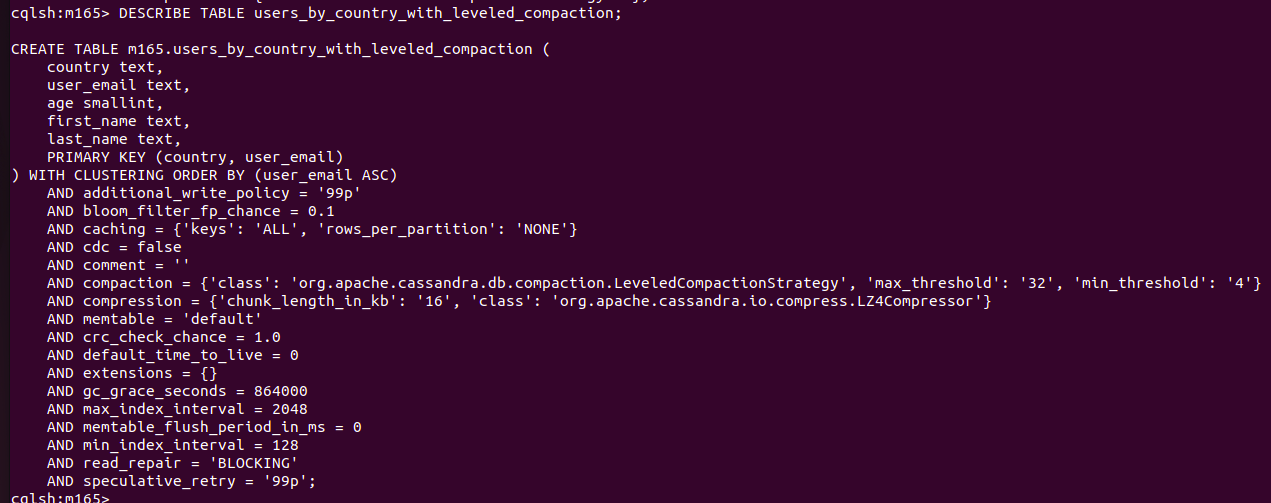 cqlsh:m165> DESCRIBE TABLE users_by_country_with_leveled_compaction;
CREATE TABLE m165.users_by_country_with_leveled_compaction (
    country text,
    user_email text,
    age smallint,
    first_name text,
    last_name text,
    PRIMARY KEY (country, user_email)
) WITH CLUSTERING ORDER BY (user_email ASC)
    AND additional_write_policy = '99p'
    AND bloom_filter_fp_chance = 0.1
    AND caching = {'keys': 'ALL', 'rows_per_partition': 'NONE'}
    AND cdc = false
    AND comment = ''
    AND compaction = {'class': 'org.apache.cassandra.db.compaction.LeveledCompactionStrategy', 'max_threshold': '32', 'min_threshold': '4'}
    AND compression = {'chunk_length_in_kb': '16', 'class': 'org.apache.cassandra.io.compress.LZ4Compressor'}
    AND memtable = 'default'
    AND crc_check_chance = 1.0
    AND default_time_to_live = 0
    AND extensions = {}
    AND gc_grace_seconds = 864000
    AND max_index_interval = 2048
    AND memtable_flush_period_in_ms = 0
    AND min_index_interval = 128
    AND read_repair = 'BLOCKING'
    AND speculative_retry = '99p';
cqlsh:m165>